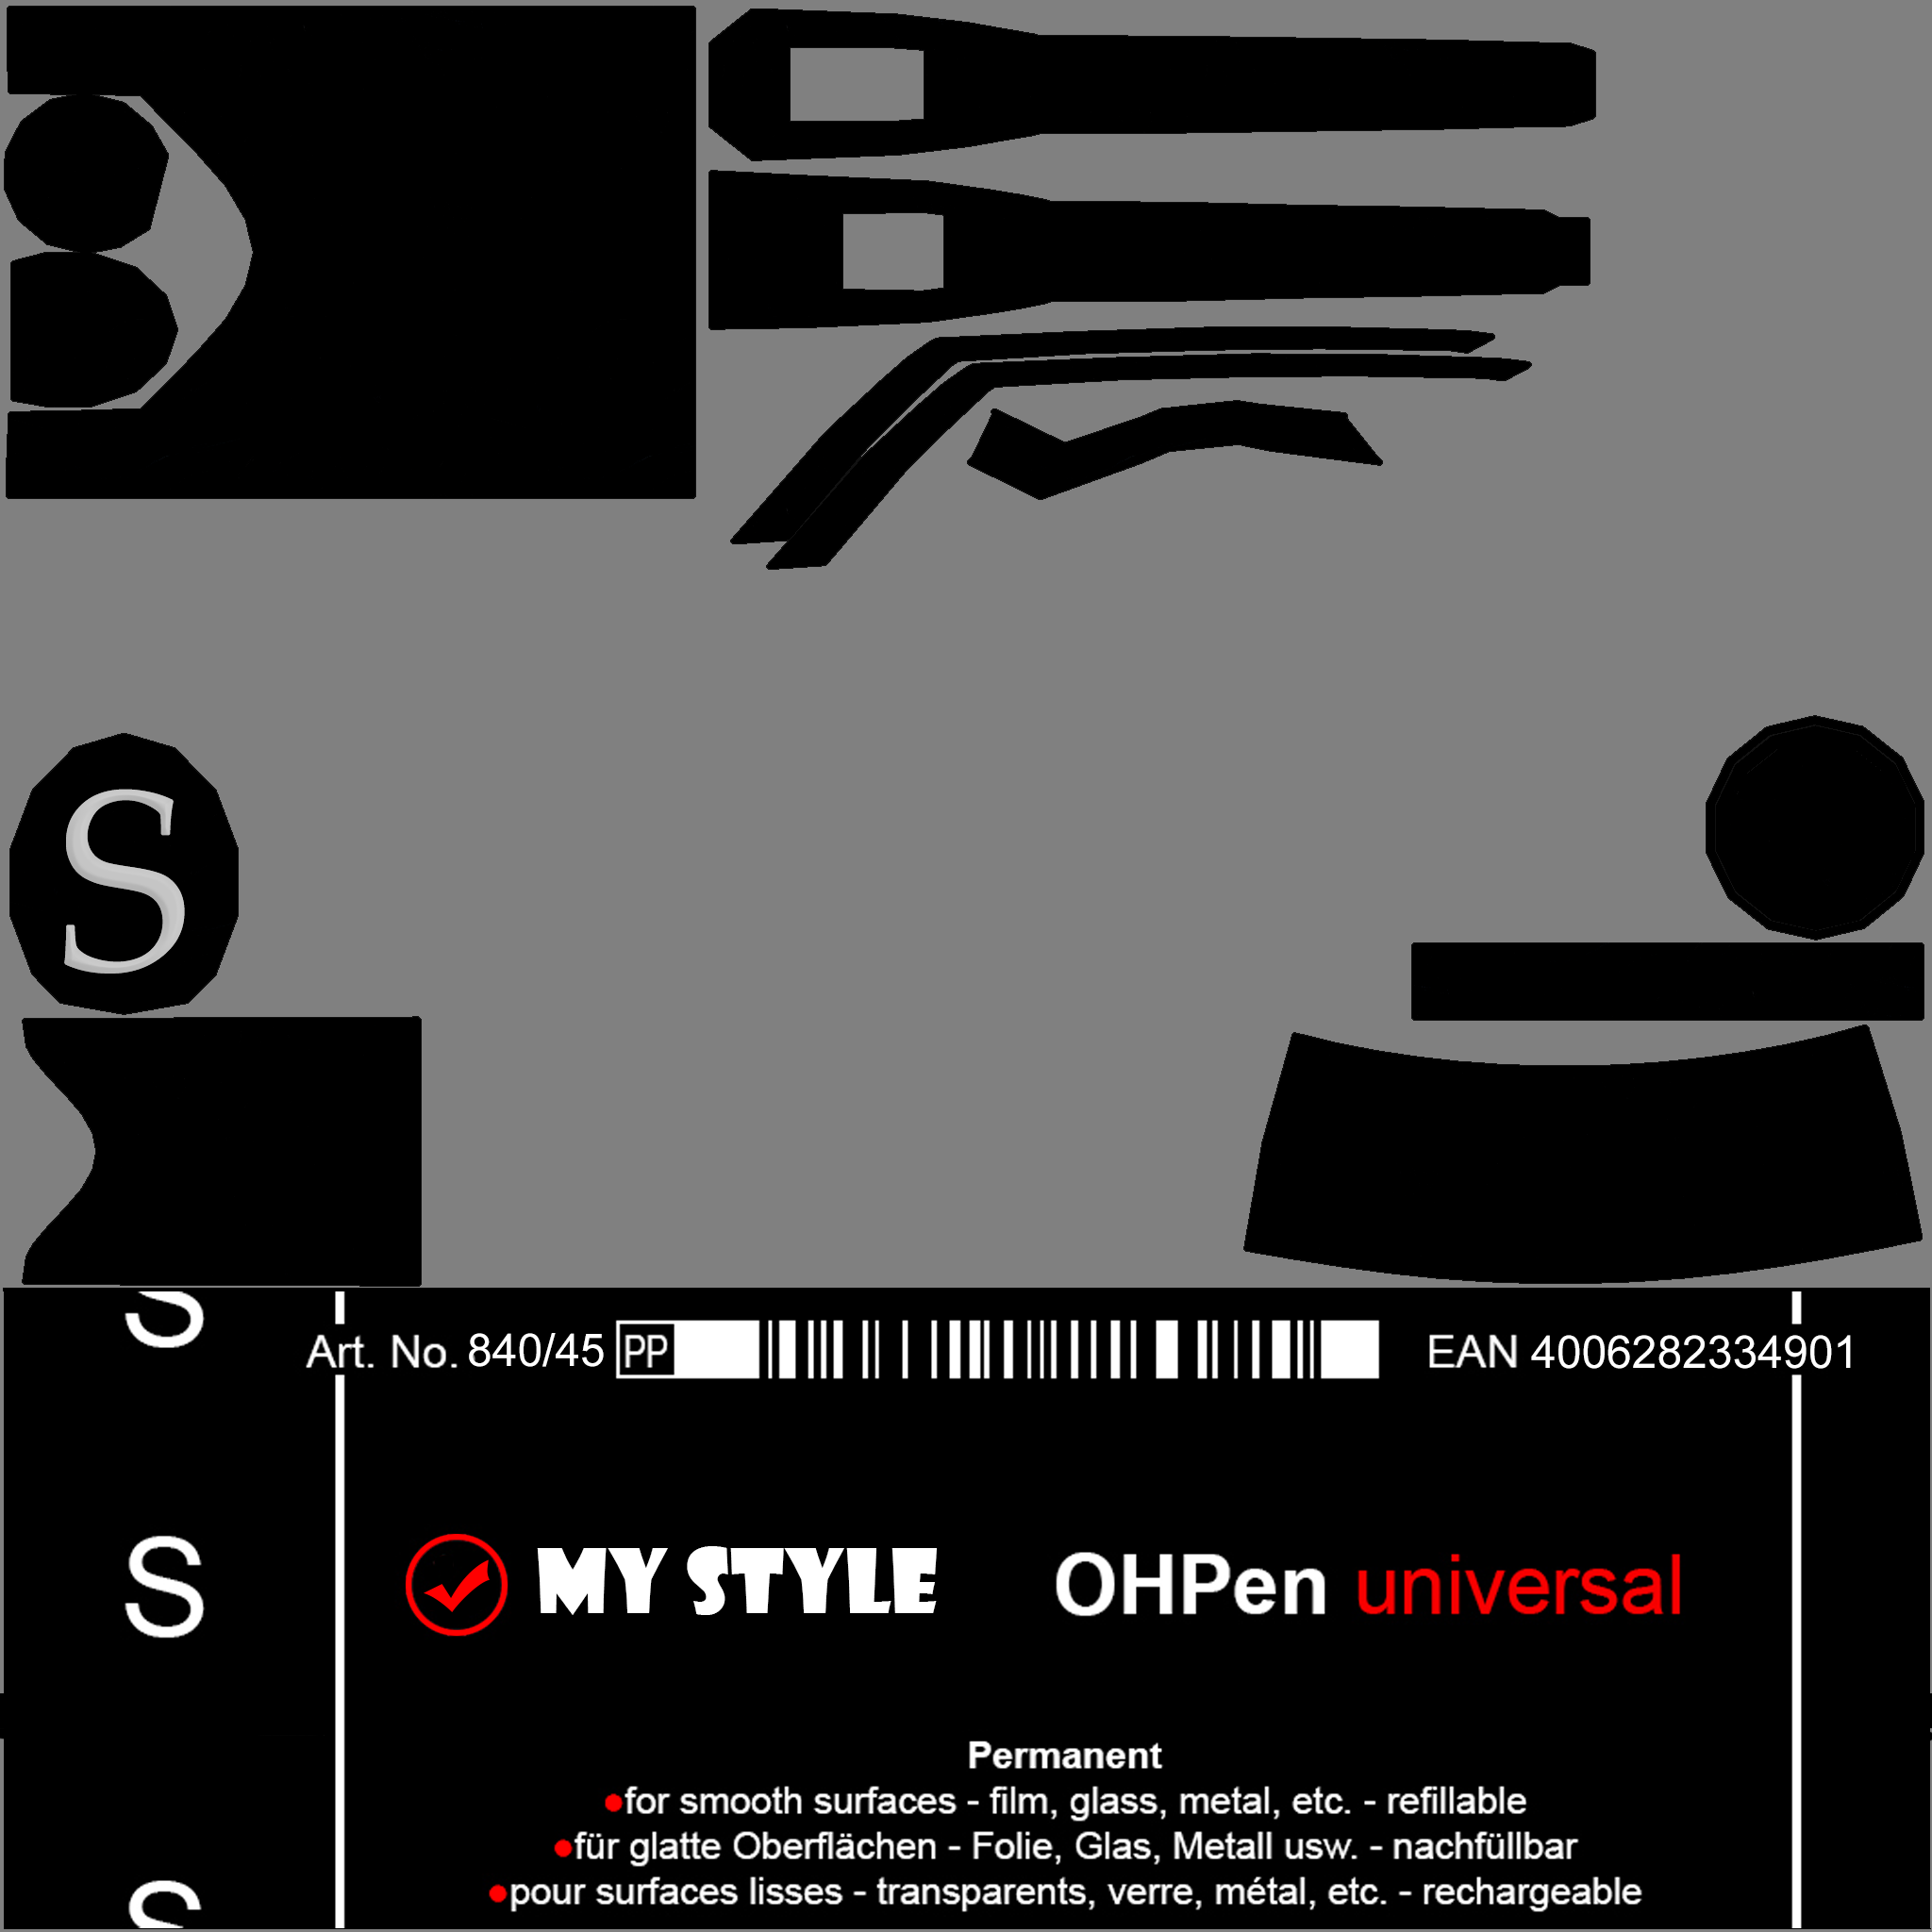 S
S
Art. No. 840/45 PP EAN 4006282334901
S MY STYLE OHPen universal
Permanent
●for smooth surfaces - film, glass, metal, etc. - refillable
●für glatte Oberflächen - Folie, Glas, Metall usw. - nachfüllbar
●pour surfaces lisses - transparents, verre, métal, etc. - rechargeable
S